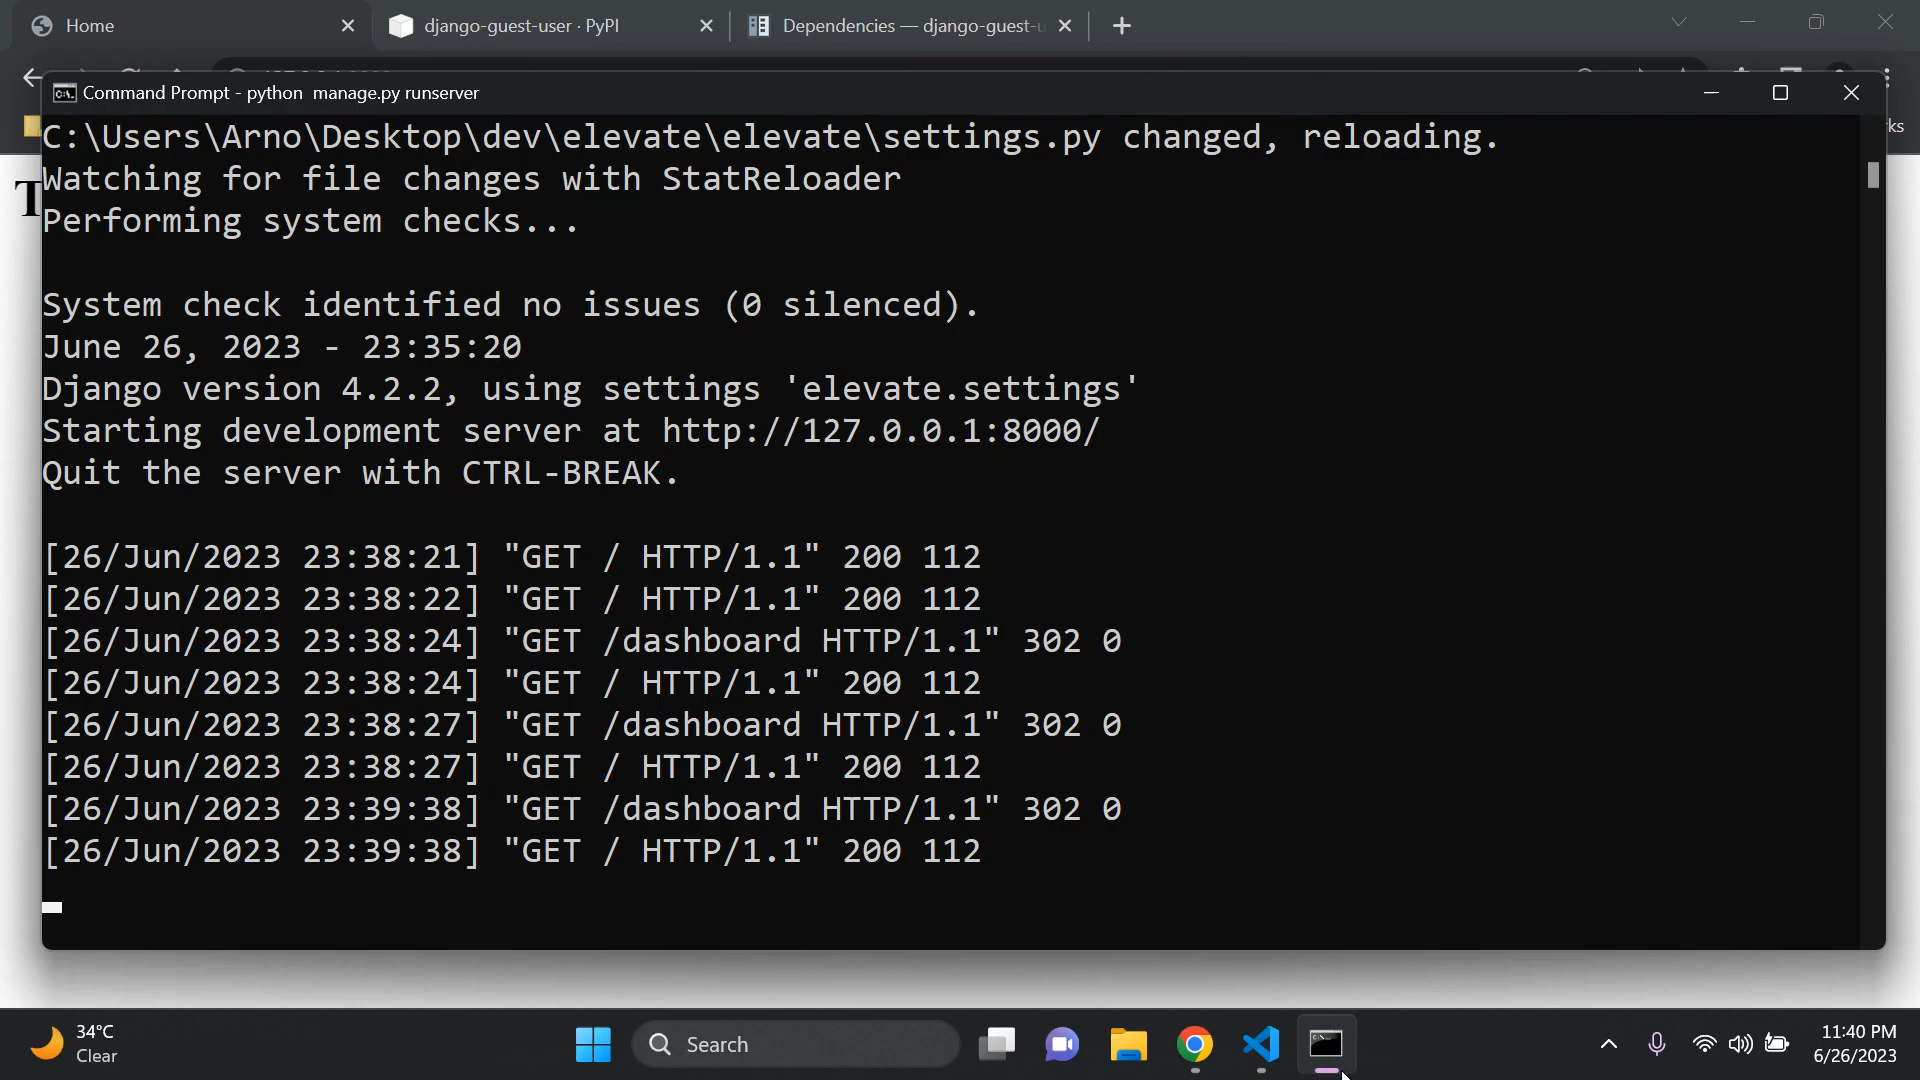 Home
django-guest-user · PyPI
Dependencies — django-guest-u
Command Prompt - python manage.py runserver
ks
C:\Users\Arno\Desktop\dev\elevate\elevate\settings.py changed, reloading.
Watching for file changes with StatReloader
T
Performing system checks...
System check identified no issues (0 silenced).
June 26, 2023 - 23:35:20
Django version 4.2.2, using settings 'elevate.settings'
Starting development server at http://127.0.0.1:8000/
Quit the server with CTRL-BREAK.
[26/Jun/2023 23:38:21] "GET / HTTP/1.1" 200 112
[26/Jun/2023 23:38:22] "GET / HTTP/1.1" 200 112
[26/Jun/2023 23:38:24] "GET /dashboard HTTP/1.1" 302 0
[26/Jun/2023 23:38:24] "GET / HTTP/1.1" 200 112
[26/Jun/2023 23:38:27] "GET /dashboard HTTP/1.1" 302 0
[26/Jun/2023 23:38:27] "GET / HTTP/1.1" 200 112
[26/Jun/2023 23:39:38] "GET /dashboard HTTP/1.1" 302 0
[26/Jun/2023 23:39:38] "GET / HTTP/1.1" 200 112
34°C
Clear
Search
11:40 PM
6/26/2023